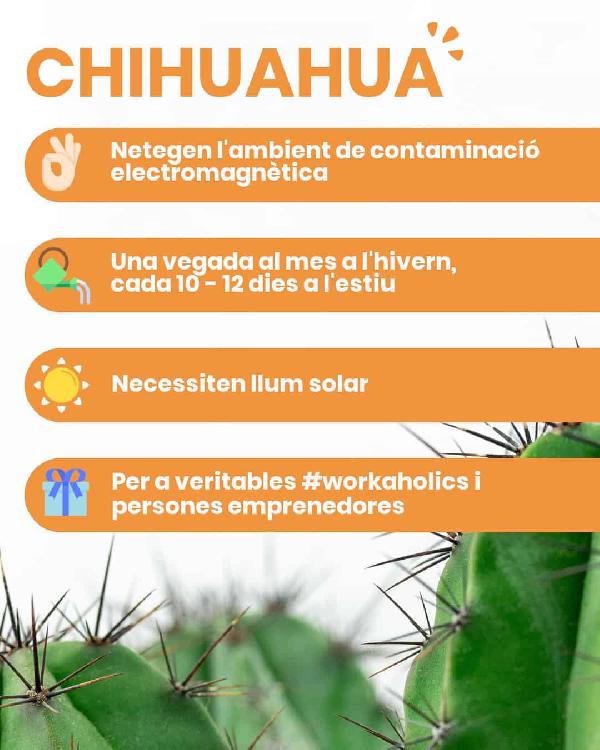 CHIHUAHUA
Netegen l'ambient de contaminació
electromagnètica
Una vegada al mes a l'hivern,
cada 10 - 12 dies a l'estiu
Necessiten llum solar
Per a veritables #workaholics i
persones emprenedores